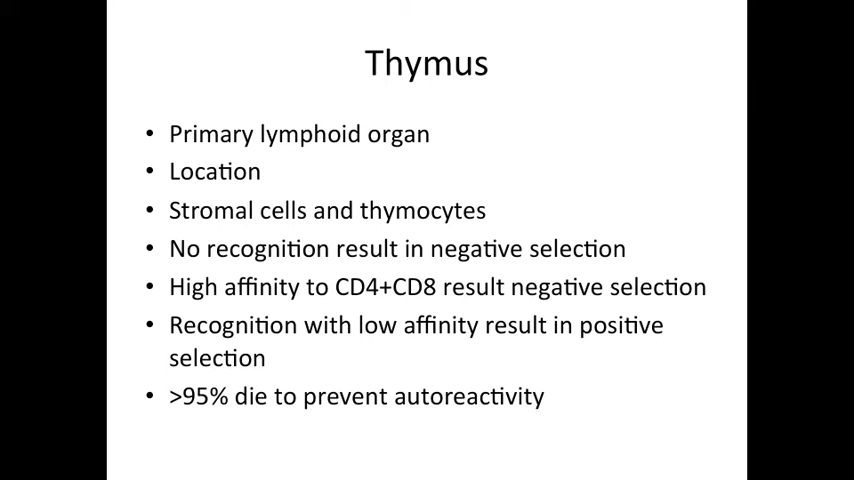 Thymus
• Primary lymphoid organ
• Location
• Stromal cells and thymocytes
• No recognition result in negative selection
• High affinity to CD4+CD8 result negative selection
• Recognition with low affinity result in positive
selection
• >95% die to prevent autoreactivity